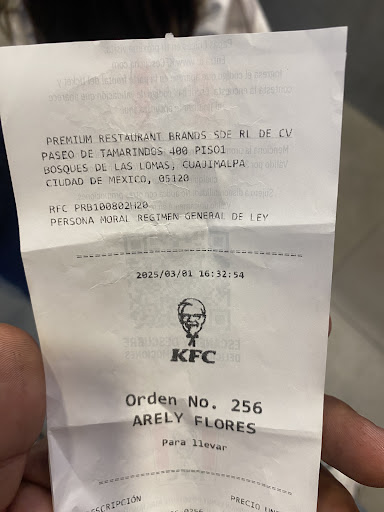 PREMIUM RESTAURANT BRANDS SDE RL DE CV
PASEO DE TAMARINDOS 400 PISO1
BOSQUES DE LAS LOMAS, CUAJIMALPA
CIUDAD DE MEXICO, 05120
RFC PRB100802H20
PERSONA MORAL REGIMEN GENERAL DE LEY
2025/03/01 16:32:54
KFC
Orden No. 256
ARELY FLORES
Para llevar